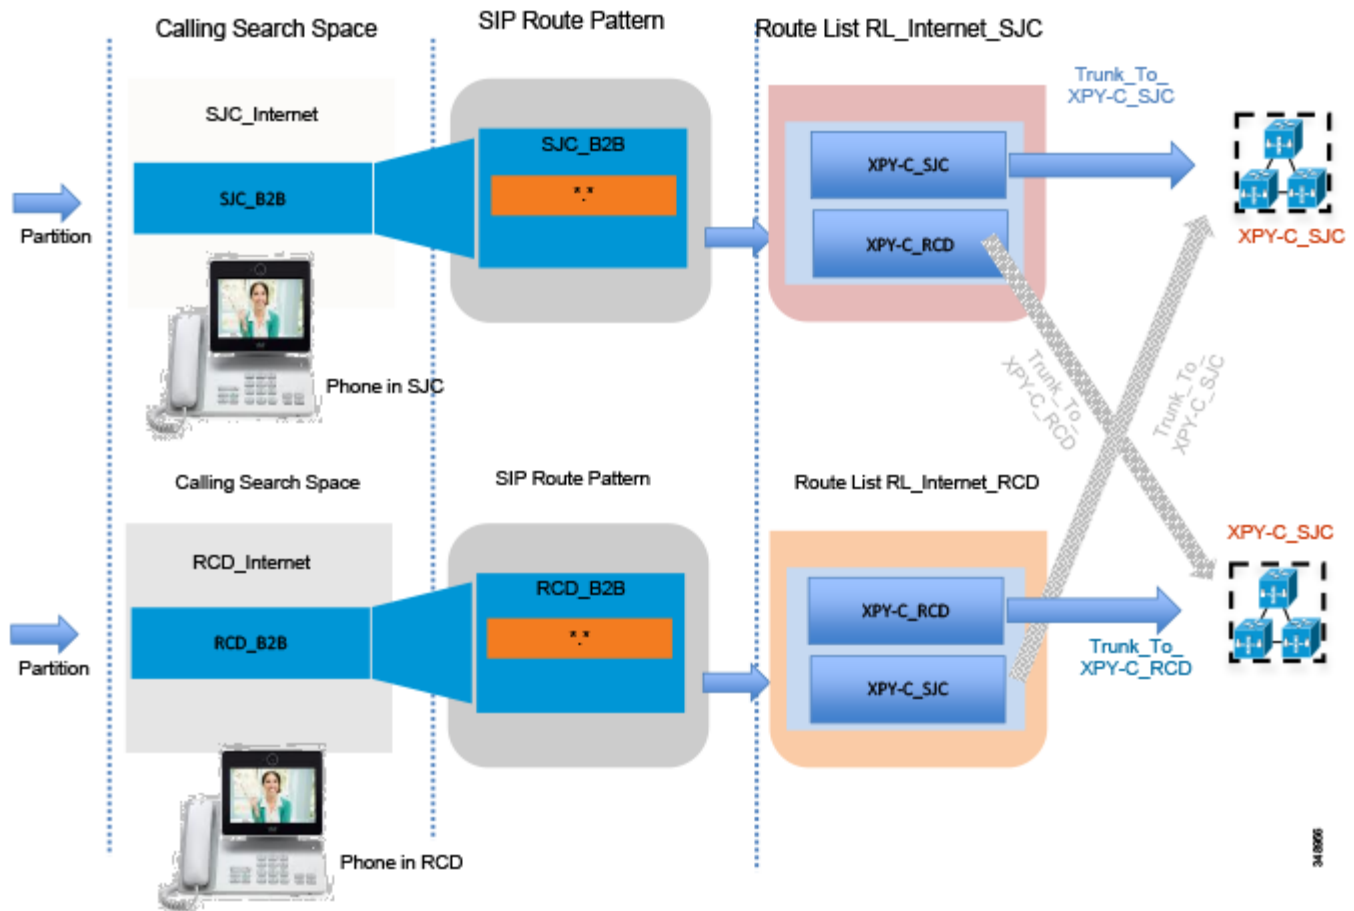 Calling Search Space
SIP Route Pattern
Route List RL_Internet_SJC
SJC_Internet
SJC_B2B
SJC_B2B
*.*
XPY-C_SJC
XPY-C_RCD
Trunk_To_
XPY-C_SJC
XPY-C_SJC
Partition
Phone in SJC
Trunk_To_
XPY-C_RCD
Trunk_To_
XPY-C_SJC
Calling Search Space
SIP Route Pattern
Route List RL_Internet_RCD
RCD_Internet
RCD_B2B
RCD_B2B
*.*
XPY-C_RCD
XPY-C_SJC
Trunk_To_
XPY-C_RCD
XPY-C_SJC
Partition
Phone in RCD
348956